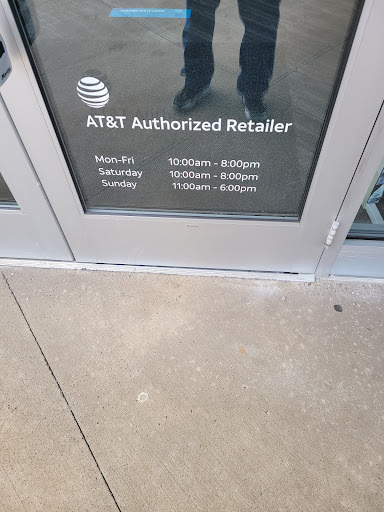 AT&T Authorized Retailer
Mon-Fri 10:00am - 8:00pm
Saturday 10:00am - 8:00pm
Sunday 11:00am - 6:00pm